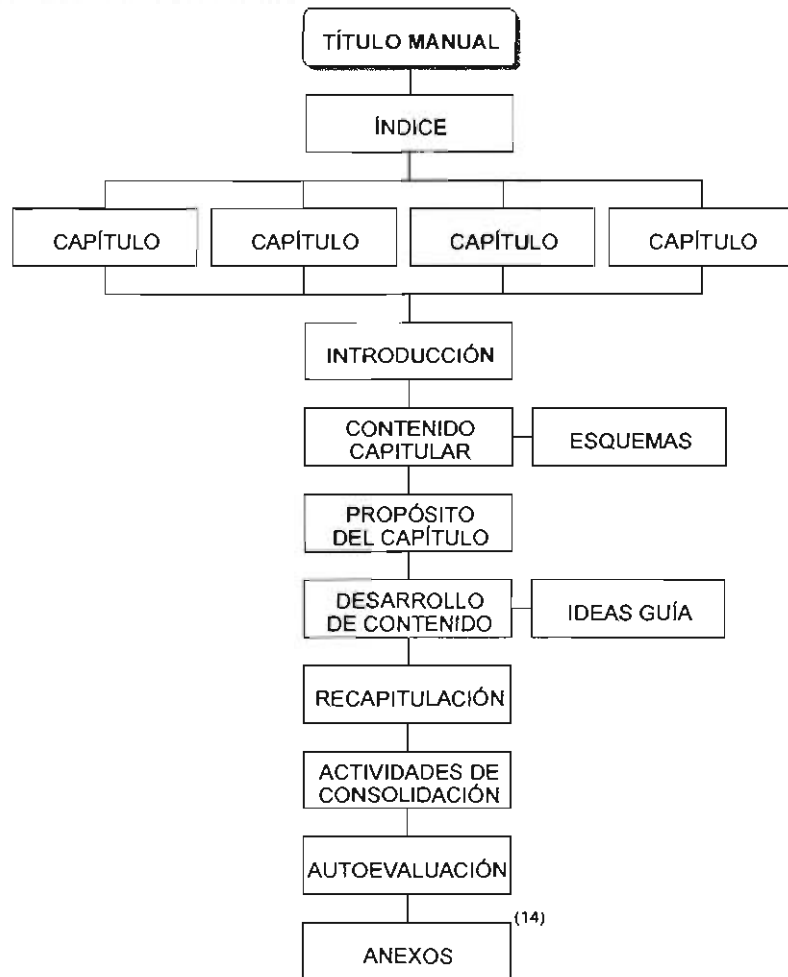 TÍTULO MANUAL
ÍNDICE
CAPÍTULO
CAPÍTULO
CAPÍTULO
CAPÍTULO
INTRODUCCIÓN
CONTENIDO
CAPITULAR
ESQUEMAS
PROPÓSITO
DEL CAPÍTULO
DESARROLLO
DE CONTENIDO
IDEAS GUÍA
RECAPITULACIÓN
ACTIVIDADES DE
CONSOLIDACIÓN
AUTOEVALUACIÓN
(14)
ANEXOS